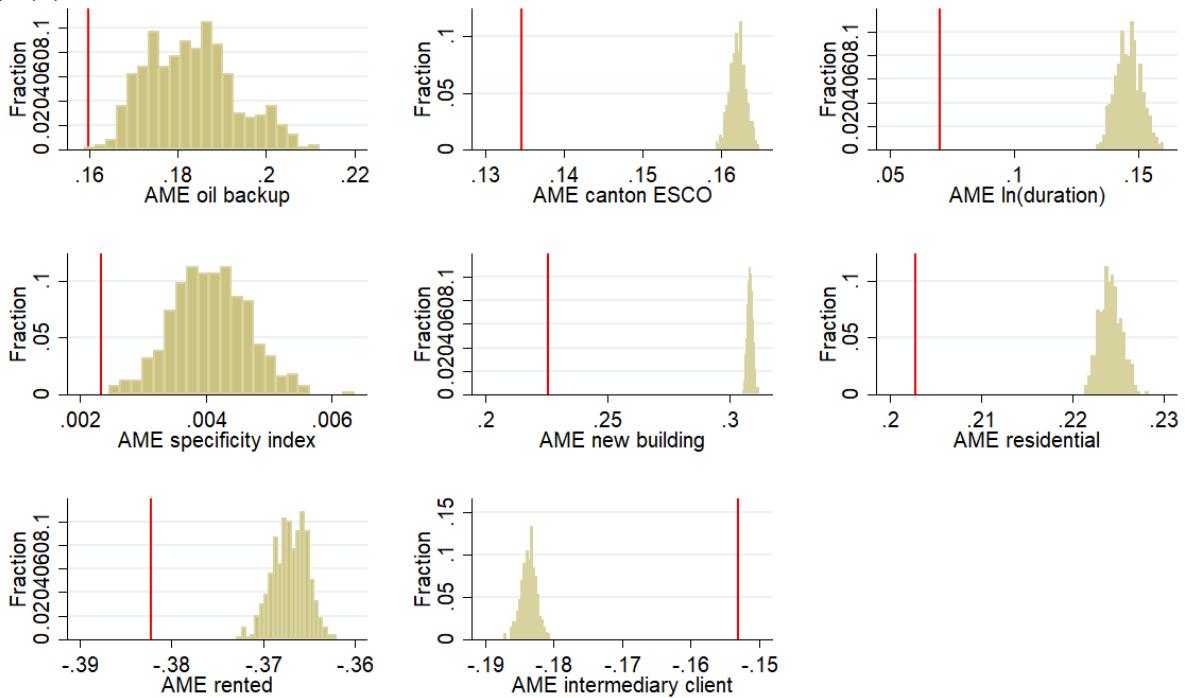 Fraction
0.02040608.1
.16 .18 .2 .22
AME oil backup
Fraction
0 .05 .1
.13 .14 .15 .16
AME canton ESCO
Fraction
0.02040608.1
.05 .1 .15
AME ln(duration)
Fraction
0 .05 .1
.002 .004 .006
AME specificity index
Fraction
0.02040608.1
.2 .25 .3
AME new building
Fraction
0 .05 .1
.2 .21 .22 .23
AME residential
Fraction
0.02040608.1
-.39 -.38 -.37 -.36
AME rented
Fraction
0 .05 .1 .15
-.19 -.18 -.17 -.16 -.15
AME intermediary client